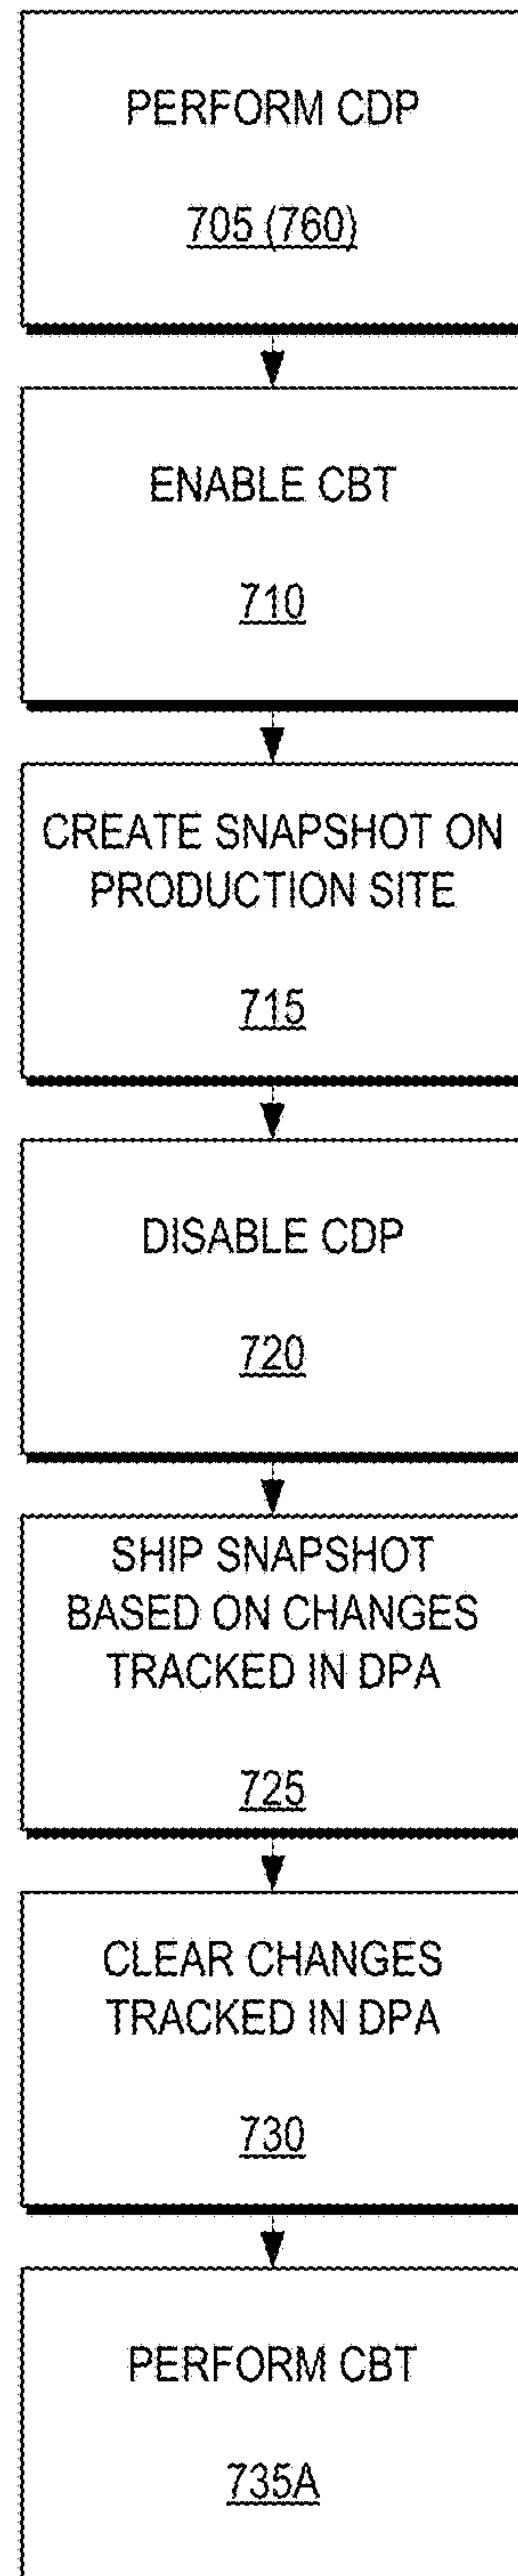 PERFORM CDP
705 (760)
ENABLE CBT
710
CREATE SNAPSHOT ON
PRODUCTION SITE
715
DISABLE CDP
720
SHIP SNAPSHOT
BASED ON CHANGES
TRACKED IN DPA
725
CLEAR CHANGES
TRACKED IN DPA
730
PERFORM CBT
735A